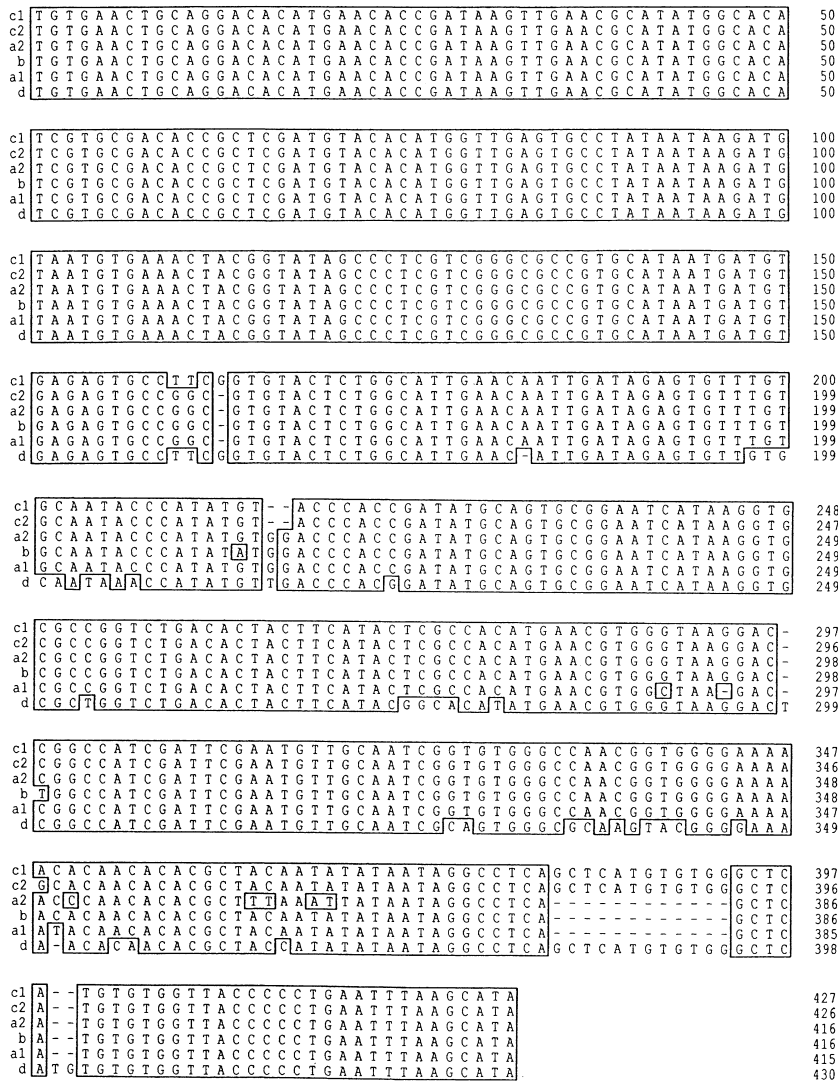 c1 TGTGAACTGCAGGACACATGAACACCGATAAGTTGAACGCATATGGCACA 50
c2 TGTGAACTGCAGGACACATGAACACCGATAAGTTGAACGCATATGGCACA 50
a2 TGTGAACTGCAGGACACATGAACACCGATAAGTTGAACGCATATGGCACA 50
b TGTGAACTGCAGGACACATGAACACCGATAAGTTGAACGCATATGGCACA 50
a1 TGTGAACTGCAGGACACATGAACACCGATAAGTTGAACGCATATGGCACA 50
d TGTGAACTGCAGGACACATGAACACCGATAAGTTGAACGCATATGGCACA 50
c1 TCGTGCGACACCGCTCGATGTACACATGGTTGAGTGCCTATAATAAGATG 100
c2 TCGTGCGACACCGCTCGATGTACACATGGTTGAGTGCCTATAATAAGATG 100
a2 TCGTGCGACACCGCTCGATGTACACATGGTTGAGTGCCTATAATAAGATG 100
b TCGTGCGACACCGCTCGATGTACACATGGTTGAGTGCCTATAATAAGATG 100
a1 TCGTGCGACACCGCTCGATGTACACATGGTTGAGTGCCTATAATAAGATG 100
d TCGTGCGACACCGCTCGATGTACACATGGTTGAGTGCCTATAATAAGATG 100
c1 TAATGTGAAACTACGGTATAGCCCTCGTCGGGCGCCGTGCATAATGATGT 150
c2 TAATGTGAAACTACGGTATAGCCCTCGTCGGGCGCCGTGCATAATGATGT 150
a2 TAATGTGAAACTACGGTATAGCCCTCGTCGGGCGCCGTGCATAATGATGT 150
b TAATGTGAAACTACGGTATAGCCCTCGTCGGGCGCCGTGCATAATGATGT 150
a1 TAATGTGAAACTACGGTATAGCCCTCGTCGGGCGCCGTGCATAATGATGT 150
d TAATGTGAAACTACGGTATAGCCCTCGTCGGGCGCCGTGCATAATGATGT 150
c1 GAGAGTGCCTTCGGTGTACTCTGGCATTGAACAATTGATAGAGTGTTTGT 200
c2 GAGAGTGCCGGC-GTGTACTCTGGCATTGAACAATTGATAGAGTGTTTGT 199
a2 GAGAGTGCCGGC-GTGTACTCTGGCATTGAACAATTGATAGAGTGTTTGT 199
b GAGAGTGCCGGC-GTGTACTCTGGCATTGAACAATTGATAGAGTGTTTGT 199
a1 GAGAGTGCCGGC-GTGTACTCTGGCATTGAACAATTGATAGAGTGTTTGT 199
d GAGAGTGCCTTCGGTGTACTCTGGCATTGAAC-ATTGATAGAGTGTTGTG 199
c1 GCAATACCCATATGT--ACCCACCGATATGCAGTGCGGAATCATAAGGTG 248
c2 GCAATACCCATATGT--ACCCACCGATATGCAGTGCGGAATCATAAGGTG 247
a2 GCAATACCCATATGTGGACCCACCGATATGCAGTGCGGAATCATAAGGTG 249
b GCAATACCCATATATGGACCCACCGATATGCAGTGCGGAATCATAAGGTG 249
a1 GCAATACCCATATGTGGACCCACCGATATGCAGTGCGGAATCATAAGGTG 249
d CAATAAACCATATGTTGACCCACGGATATGCAGTGCGGAATCATAAGGTG 249
c1 CGCCGGTCTGACACTACTTCATACTCGCCACATGAACGTGGGTAAGGAC- 297
c2 CGCCGGTCTGACACTACTTCATACTCGCCACATGAACGTGGGTAAGGAC- 296
a2 CGCCGGTCTGACACTACTTCATACTCGCCACATGAACGTGGGTAAGGAC- 298
b CGCCGGTCTGACACTACTTCATACTCGCCACATGAACGTGGGTAAGGAC- 298
a1 CGCCGGTCTGACACTACTTCATACTCGCCACATGAACGTGGCTAA-GAC- 297
d CGCTGGTCTGACACTACTTCATACGGCACATATGAACGTGGGTAAGGACT 299
c1 CGGCCATCGATTCGAATGTTGCAATCGGTGTGGGCCAACGGTGGGGAAAA 347
c2 CGGCCATCGATTCGAATGTTGCAATCGGTGTGGGCCAACGGTGGGGAAAA 346
a2 CGGCCATCGATTCGAATGTTGCAATCGGTGTGGGCCAACGGTGGGGAAAA 348
b TGGCCATCGATTCGAATGTTGCAATCGGTGTGGGCCAACGGTGGGGAAAA 348
a1 CGGCCATCGATTCGAATGTTGCAATCGGTGTGGGCCAACGGTGGGGAAAA 347
d CGGCCATCGATTCGAATGTTGCAATCGCAGTGGGCGCAAGTACGGGGAAA 349
c1 ACACAACACACGCTACAATATATAATAGGCCTCAGCTCATGTGTGGGCTC 397
c2 GCACAACACACGCTACAATATATAATAGGCCTCAGCTCATGTGTGGGCTC 396
a2 ACCCAACACACGCTTTAAATTATAATAGGCCTCA------------GCTC 386
b ACACAACACACGCTACAATATATAATAGGCCTCA------------GCTC 386
a1 ATACAACACACGCTACAATATATAATAGGCCTCA------------GCTC 385
d A-ACACAACACGCTACCATATATAATAGGCCTCAGCTCATGTGTGGGCTC 398
c1 A--TGTGTGGTTACCCCCTGAATTTAAGCATA 427
c2 A--TGTGTGGTTACCCCCTGAATTTAAGCATA 426
a2 A--TGTGTGGTTACCCCCTGAATTTAAGCATA 416
b A--TGTGTGGTTACCCCCTGAATTTAAGCATA 416
a1 A--TGTGTGGTTACCCCCTGAATTTAAGCATA 415
d ATGTGTGTGGTTACCCCCTGAATTTAAGCATA 430